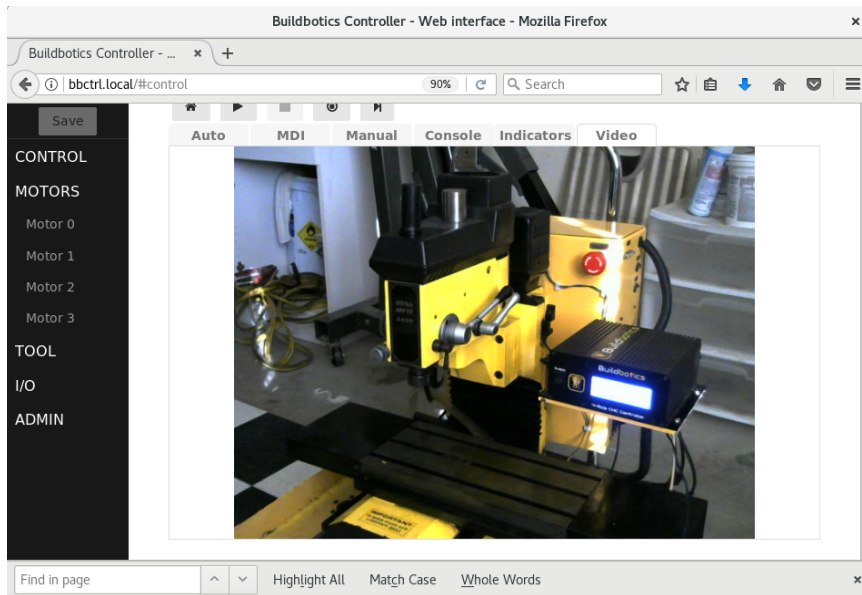 Buildbotics Controller - Web interface - Mozilla Firefox
Buildbotics Controller - ...
bbctrl.local/#control
90%
Search
Save
CONTROL
MOTORS
Motor 0
Motor 1
Motor 2
Motor 3
TOOL
I/O
ADMIN
Auto MDI Manual Console Indicators Video
Buildbotics
IMPORTANT
Find in page
Highlight All
Match Case
Whole Words